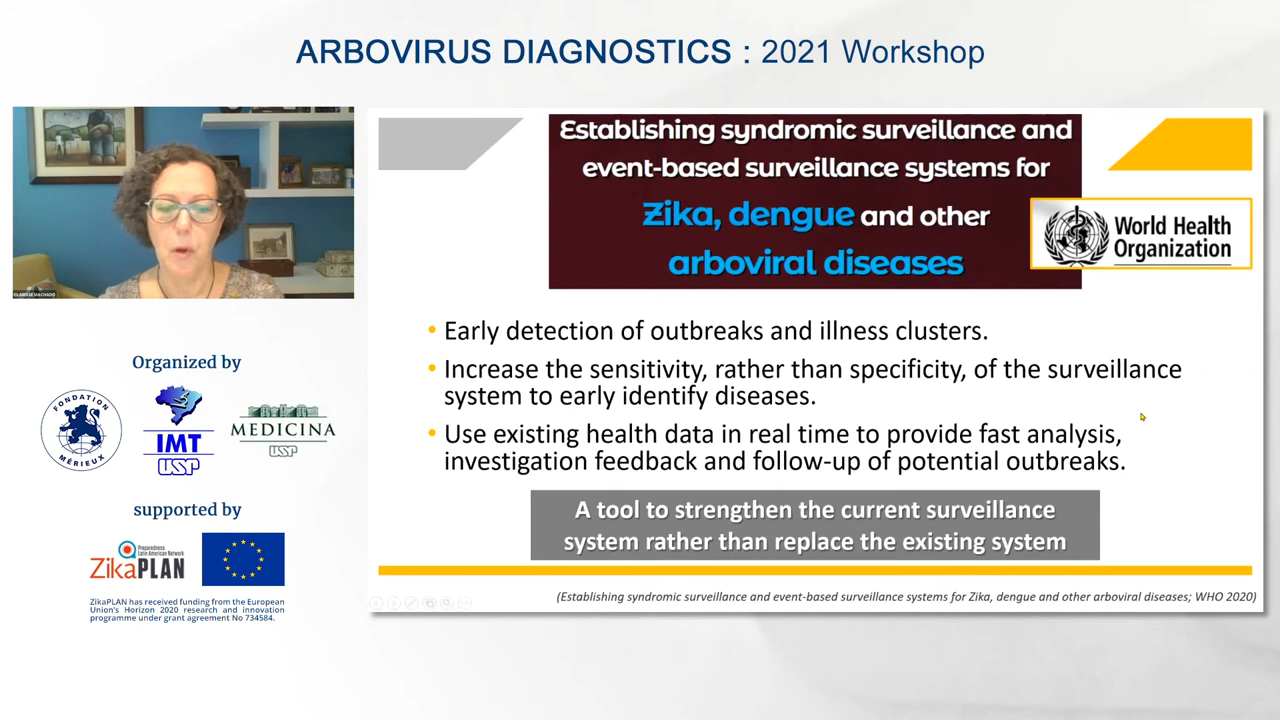 ARBOVIRUS DIAGNOSTICS : 2021 Workshop
CLARISSE MACHADO
Organized by
FONDATION
MÉRIEUX
IMT
USP
MEDICINA
USP
supported by
Preparedness
Latin American Network
ZikaPLAN
ZikaPLAN has received funding from the European
Union's Horizon 2020 research and innovation
programme under grant agreement No 734584.
Establishing syndromic surveillance and
event-based surveillance systems for
Zika, dengue and other
arboviral diseases
World Health
Organization
• Early detection of outbreaks and illness clusters.
• Increase the sensitivity, rather than specificity, of the surveillance
system to early identify diseases.
• Use existing health data in real time to provide fast analysis,
investigation feedback and follow-up of potential outbreaks.
A tool to strengthen the current surveillance
system rather than replace the existing system
(Establishing syndromic surveillance and event-based surveillance systems for Zika, dengue and other arboviral diseases; WHO 2020)